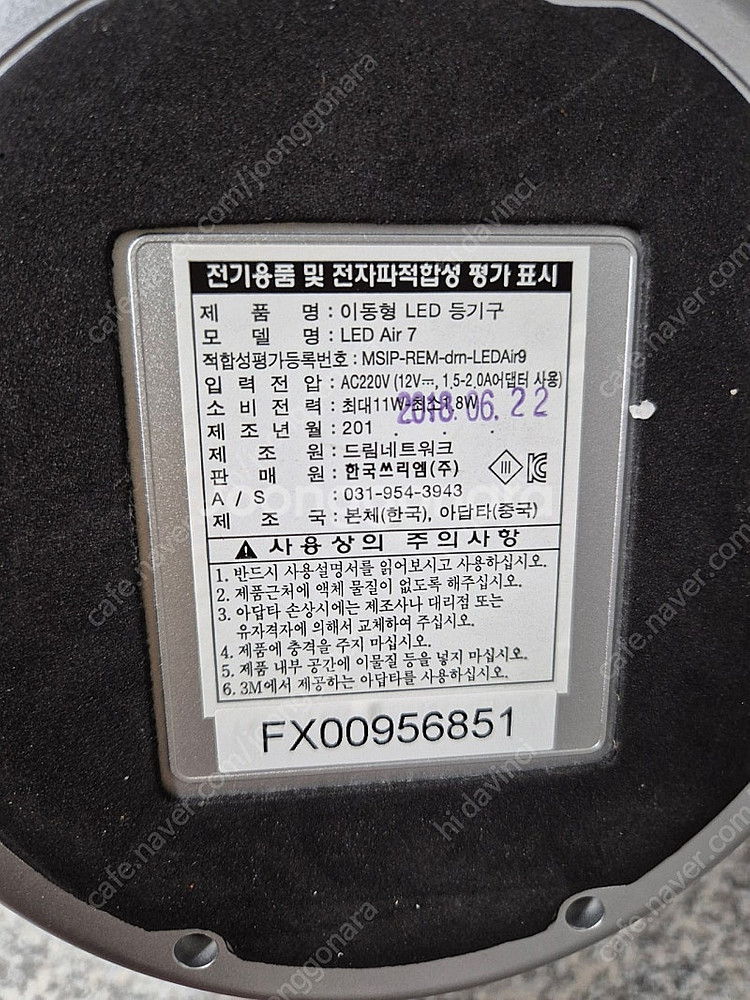 전기용품 및 전자파적합성 평가 표시
제 품 명 : 이동형 LED 등기구
모 델 명 : LED Air 7
적합성평가등록번호 : MSIP-REM-drn-LEDAir9
입 력 전 압 : AC220V (12V⎓, 1.5-2.0A어댑터 사용)
소 비 전 력 : 최대11W-최소1.8W
2018.06.22
제 조 년 월 : 201 . . .
제 조 원 : 드림네트워크
판 매 원 : 한국쓰리엠(주)
A / S : 031-954-3943
제 조 국 : 본체(한국), 아답타(중국)
사용상의 주의사항
1. 반드시 사용설명서를 읽어보시고 사용하십시오.
2. 제품근처에 액체 물질이 없도록 해주십시오.
3. 아답타 손상시에는 제조사나 대리점 또는
유자격자에 의해서 교체하여 주십시오.
4. 제품에 충격을 주지 마십시오.
5. 제품 내부 공간에 이물질 등을 넣지 마십시오.
6. 3M에서 제공하는 아답타를 사용하십시오.
FX00956851
cafe.naver.com/joonggonara
hi.davinci
joonggonara